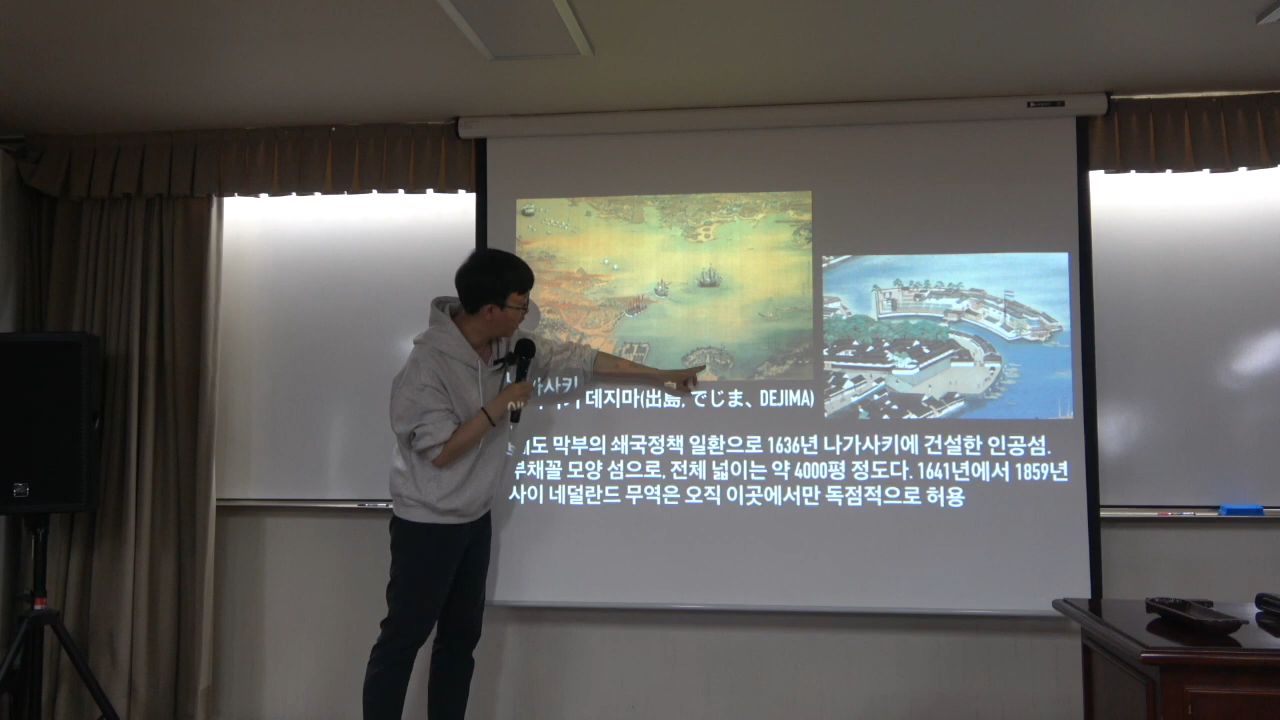 가사키
데지마(出島, でじま、DEJIMA)
도 막부의 쇄국정책 일환으로 1636년 나가사키에 건설한 인공섬.
부채꼴 모양 섬으로, 전체 넓이는 약 4000평 정도다. 1641년에서 1859년
사이 네덜란드 무역은 오직 이곳에서만 독점적으로 허용